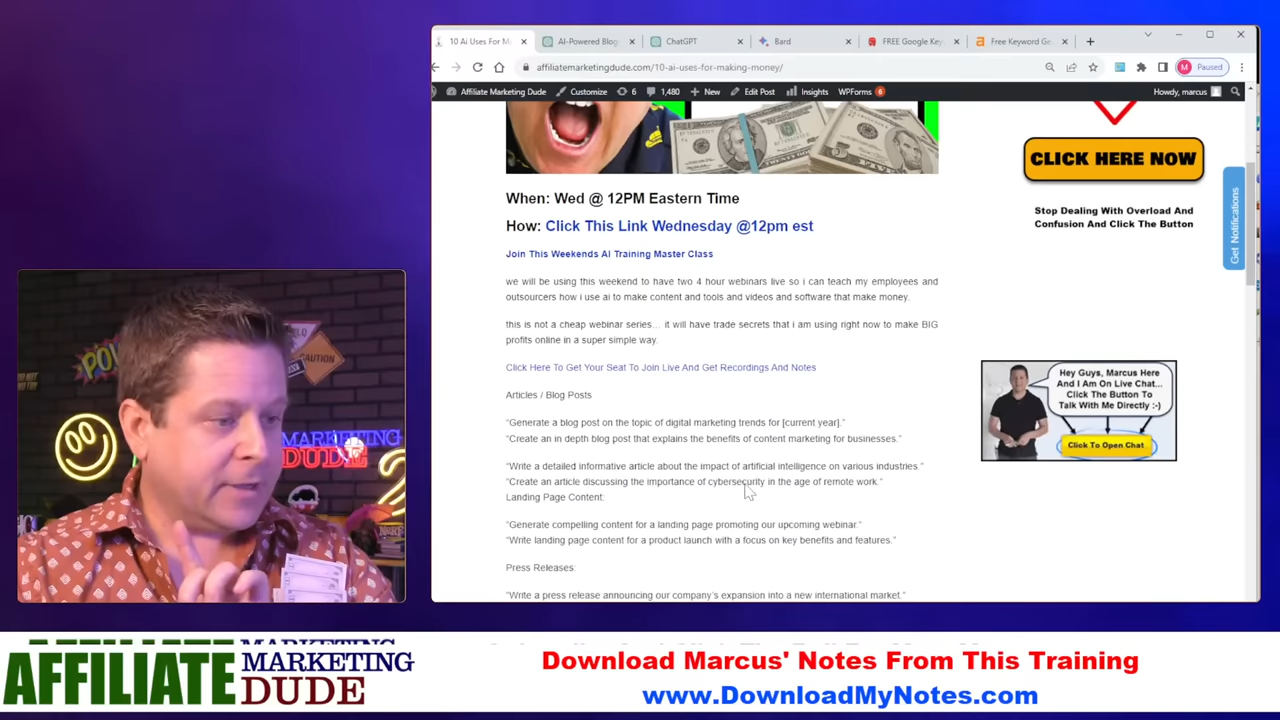 10 Ai Uses For M
AI-Powered Blog
ChatGPT
Bard
FREE Google Key
Free Keyword Ge
affiliatemarketingdude.com/10-ai-uses-for-making-money/
M Paused
Affiliate Marketing Dude
Customize
6
1,480
New
Edit Post
Insights
WPForms 6
Howdy, marcus
CLICK HERE NOW
Stop Dealing With Overload And
Confusion And Click The Button
Get Notifications
When: Wed @ 12PM Eastern Time
How: Click This Link Wednesday @12pm est
Join This Weekends AI Training Master Class
we will be using this weekend to have two 4 hour webinars live so i can teach my employees and
outsourcers how i use ai to make content and tools and videos and software that make money.
this is not a cheap webinar series… it will have trade secrets that i am using right now to make BIG
profits online in a super simple way.
Click Here To Get Your Seat To Join Live And Get Recordings And Notes
Articles / Blog Posts
“Generate a blog post on the topic of digital marketing trends for [current year].”
“Create an in depth blog post that explains the benefits of content marketing for businesses.”
“Write a detailed informative article about the impact of artificial intelligence on various industries.”
“Create an article discussing the importance of cybersecurity in the age of remote work.”
Landing Page Content:
“Generate compelling content for a landing page promoting our upcoming webinar.”
“Write landing page content for a product launch with a focus on key benefits and features.”
Press Releases:
“Write a press release announcing our company’s expansion into a new international market.”
Hey Guys, Marcus Here
And I Am On Live Chat...
Click The Button To
Talk With Me Directly :-)
Click To Open Chat
CAUTION
MARKETING
DUDE
AFFILIATE MARKETING DUDE
Download Marcus' Notes From This Training
www.DownloadMyNotes.com